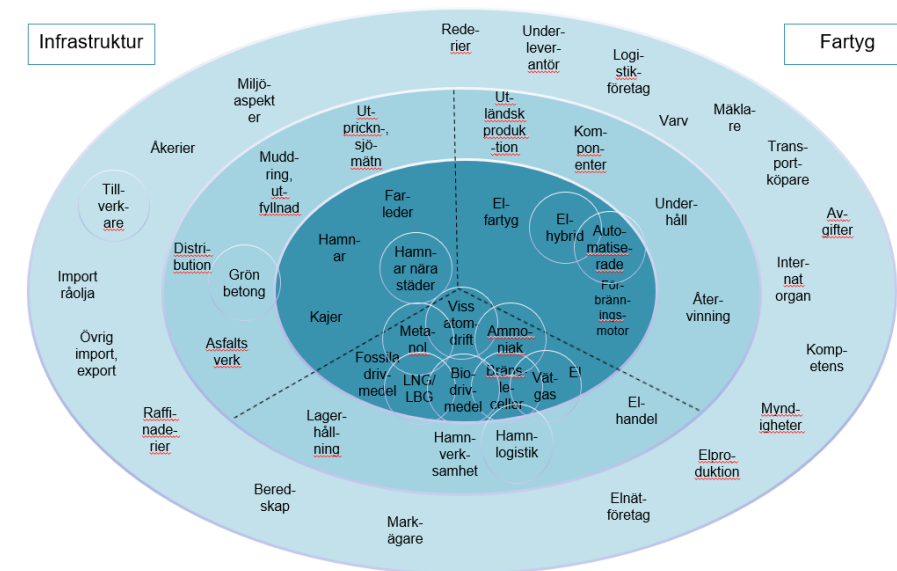 Infrastruktur
Fartyg
Rede-
rier
Under-
lever-
antör
Logi-
stik-
företag
Mäkla-
re
Varv
Trans-
port-
köpare
Av-
gifter
Inter-
nat
organ
Komp-
etens
Mynd-
igheter
Elpro-
duktion
Elnät-
företag
Mark-
ägare
Bered-
skap
Raffi-
nade-
rier
Övrig
import,
export
Import
råolja
Till-
verk-
are
Åkerier
Miljö-
aspekt
er
Ut-
prickn-,
sjö-
mätn
Mudd-
ring,
ut-
fyllnad
Distri-
bution
Grön
betong
Asfalts
verk
Lager-
håll-
ning
Hamn-
verk-
samhet
Hamn-
logistik
El-
handel
Åter-
vinning
Under-
håll
Kom-
pon-
enter
Ut-
ländsk
produk
-tion
Far-
leder
Hamn-
ar
Hamn-
ar nära
städer
Kajer
El-
fartyg
El-
hybrid
Auto-
matise-
rade
För-
bränn-
ings-
motor
Viss
atom-
drift
Meta-
nol
Ammo-
niak
Fossila
driv-
medel
LNG/
LBG
Bio-
driv-
medel
Bräns-
le-
celler
Vät-
gas
El